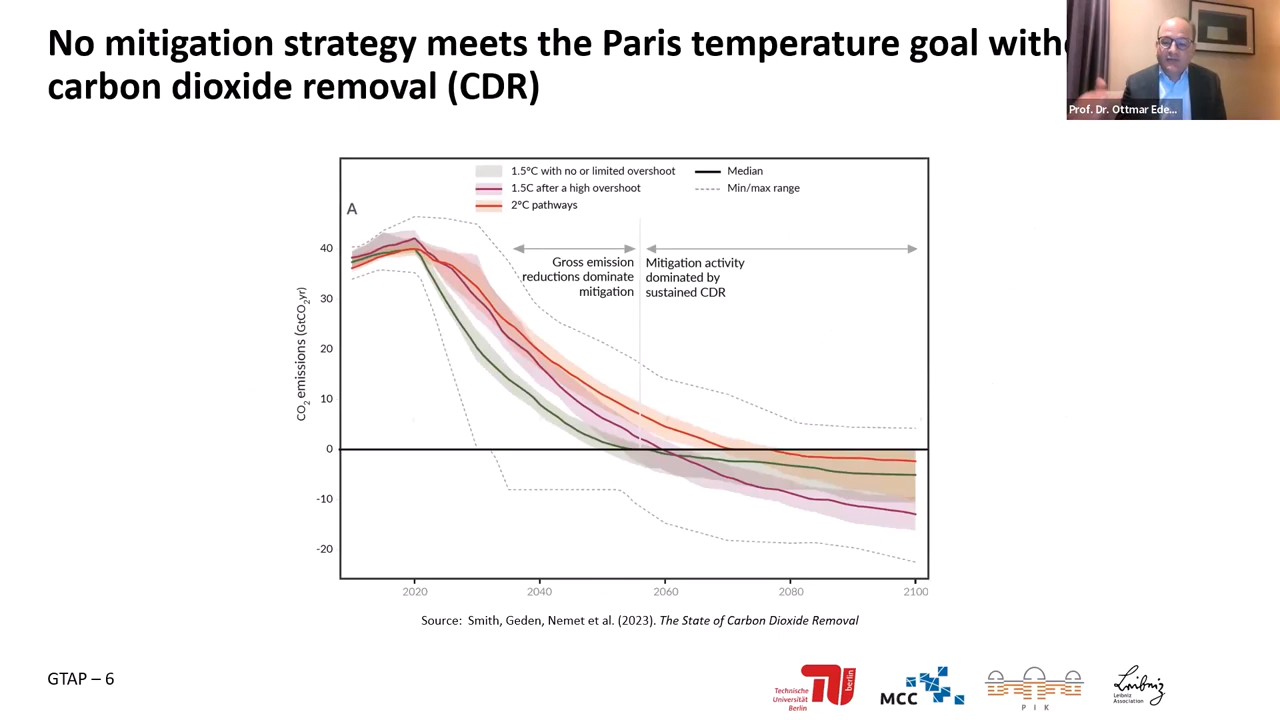 No mitigation strategy meets the Paris temperature goal with
carbon dioxide removal (CDR)
Prof. Dr. Ottmar Ede...
1.5°C with no or limited overshoot
1.5C after a high overshoot
2°C pathways
Median
Min/max range
A
Gross emission
reductions dominate
mitigation
Mitigation activity
dominated by
sustained CDR
CO2 emissions (GtCO2yr)
40
30
20
10
0
-10
-20
2020
2040
2060
2080
2100
Source: Smith, Geden, Nemet et al. (2023). The State of Carbon Dioxide Removal
GTAP – 6
Technische
Universität
Berlin
berlin
MCC
P I K
Leibniz
Leibniz
Association